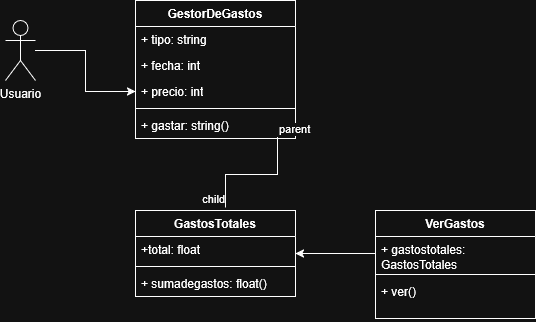 GestorDeGastos
+ tipo: string
+ fecha: int
+ precio: int
+ gastar: string()
Usuario
parent
child
GastosTotales
+total: float
+ sumadegastos: float()
VerGastos
+ gastostotales:
GastosTotales
+ ver()